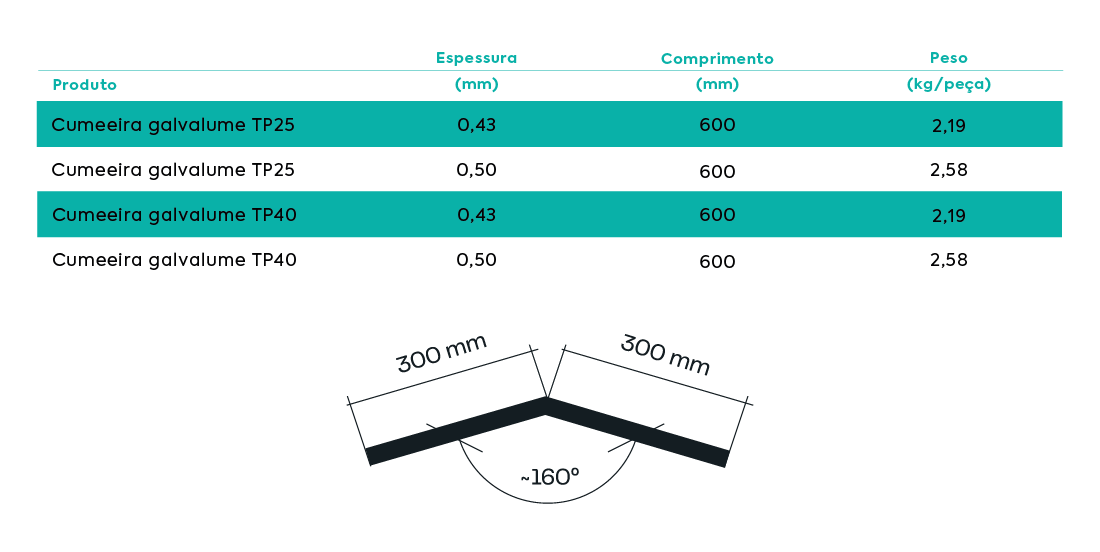 Espessura Comprimento Peso
Produto (mm) (mm) (kg/peça)
Cumeeira galvalume TP25 0,43 600 2,19
Cumeeira galvalume TP25 0,50 600 2,58
Cumeeira galvalume TP40 0,43 600 2,19
Cumeeira galvalume TP40 0,50 600 2,58
300 mm 300 mm
~160°